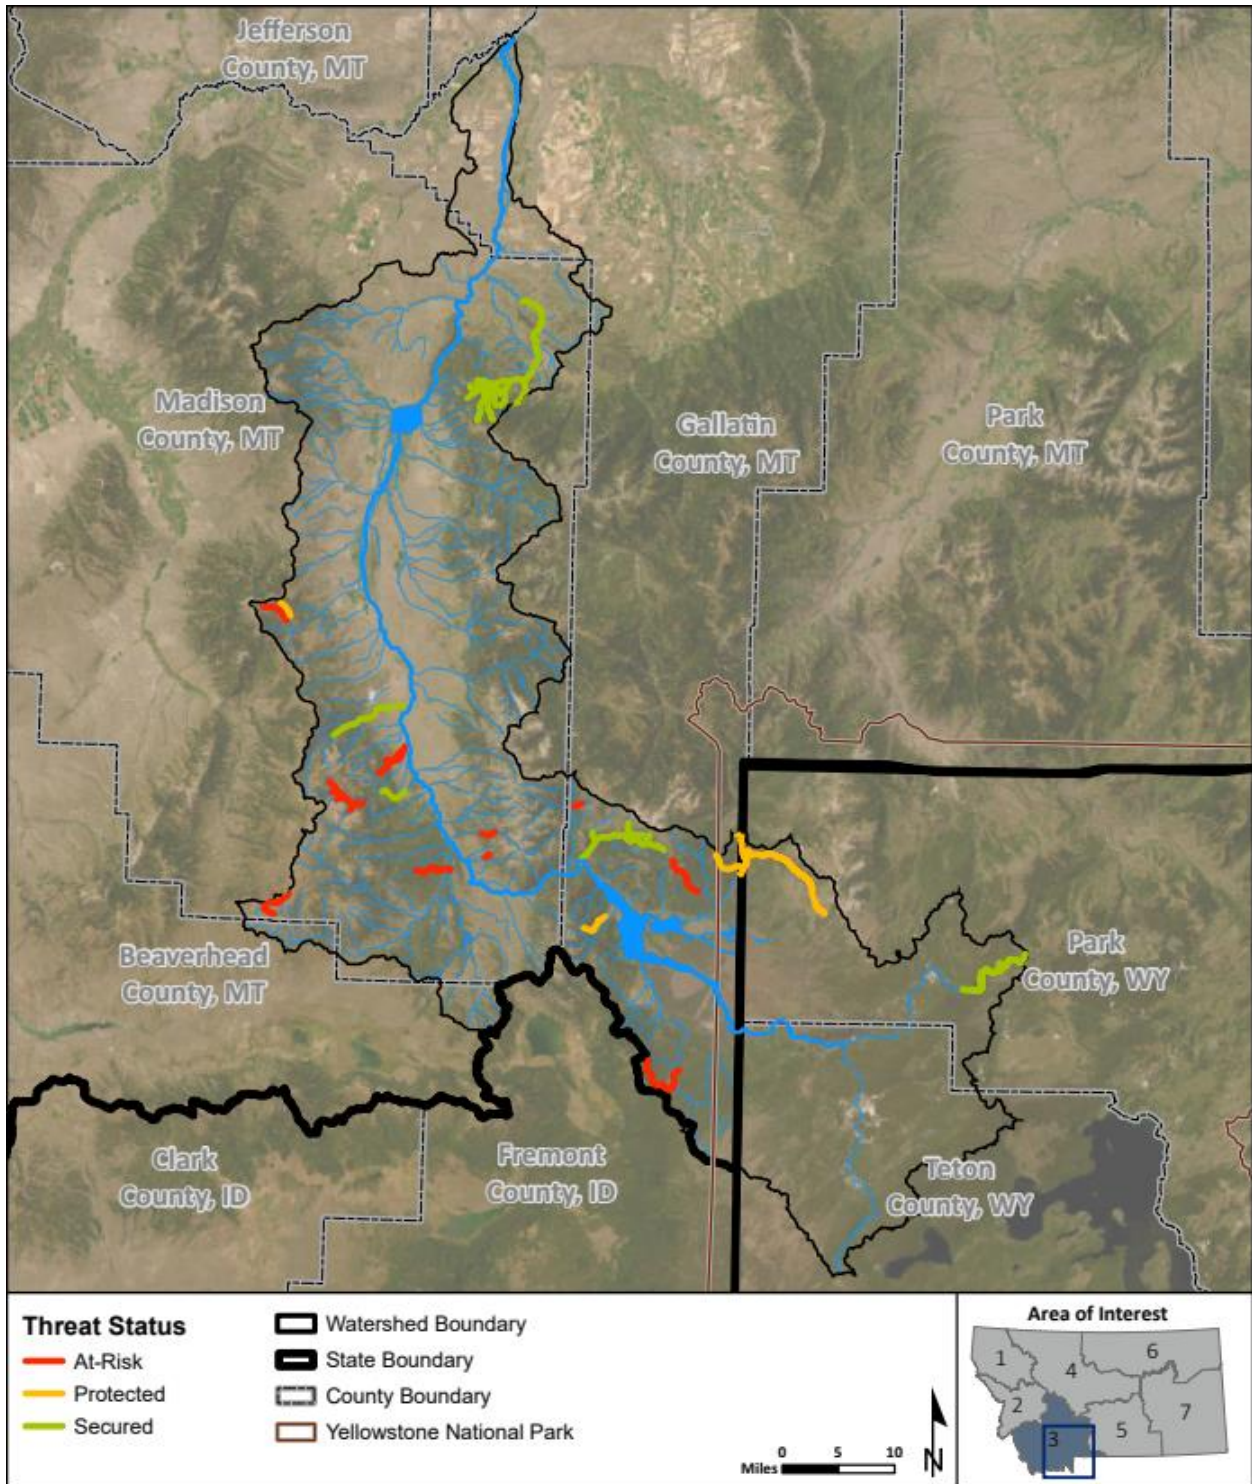 Jefferson
County, MT
Madison
County, MT
Gallatin
County, MT
Park
County, MT
Beaverhead
County, MT
Park
County, WY
Clark
County, ID
Fremont
County, ID
Teton
County, WY
Threat Status
At-Risk
Protected
Secured
Watershed Boundary
State Boundary
County Boundary
Yellowstone National Park
0 5 10
Miles
N
Area of Interest
1
2
3
4
5
6
7